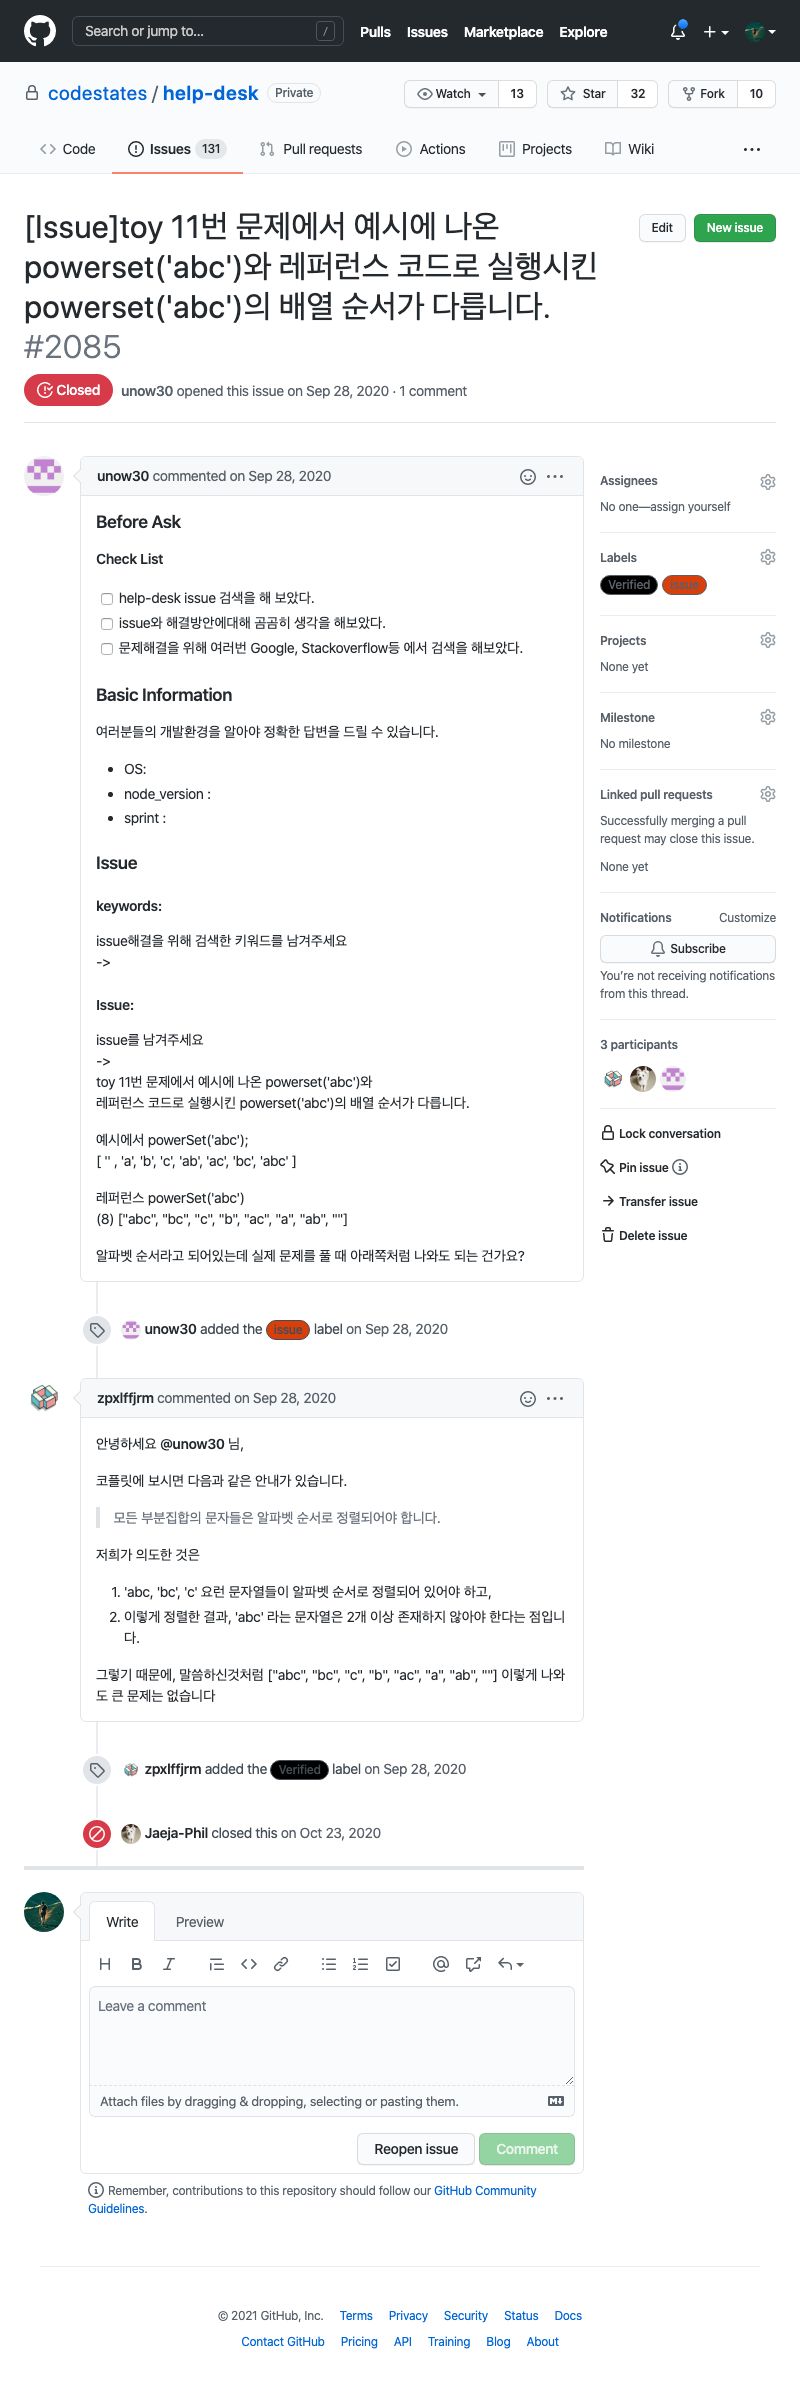 Search or jump to... /
Pulls Issues Marketplace Explore
codestates / help-desk Private
Watch 13 Star 32 Fork 10
Code Issues 131 Pull requests Actions Projects Wiki
[Issue]toy 11번 문제에서 예시에 나온
powerset('abc')와 레퍼런스 코드로 실행시킨
powerset('abc')의 배열 순서가 다릅니다.
#2085
Edit New issue
Closed unow30 opened this issue on Sep 28, 2020 · 1 comment
unow30 commented on Sep 28, 2020
Before Ask
Check List
help-desk issue 검색을 해 보았다.
issue와 해결방안에대해 곰곰히 생각을 해보았다.
문제해결을 위해 여러번 Google, Stackoverflow등 에서 검색을 해보았다.
Basic Information
여러분들의 개발환경을 알아야 정확한 답변을 드릴 수 있습니다.
OS:
node_version :
sprint :
Issue
keywords:
issue해결을 위해 검색한 키워드를 남겨주세요
->
Issue:
issue를 남겨주세요
->
toy 11번 문제에서 예시에 나온 powerset('abc')와
레퍼런스 코드로 실행시킨 powerset('abc')의 배열 순서가 다릅니다.
예시에서 powerSet('abc');
[ '' , 'a', 'b', 'c', 'ab', 'ac', 'bc', 'abc' ]
레퍼런스 powerSet('abc')
(8) ["abc", "bc", "c", "b", "ac", "a", "ab", ""]
알파벳 순서라고 되어있는데 실제 문제를 풀 때 아래쪽처럼 나와도 되는 건가요?
Assignees
No one—assign yourself
Labels
Verified issue
Projects
None yet
Milestone
No milestone
Linked pull requests
Successfully merging a pull
request may close this issue.
None yet
Notifications Customize
Subscribe
You're not receiving notifications
from this thread.
3 participants
Lock conversation
Pin issue
Transfer issue
Delete issue
unow30 added the issue label on Sep 28, 2020
zpxlffjrm commented on Sep 28, 2020
안녕하세요 @unow30 님,
코플릿에 보시면 다음과 같은 안내가 있습니다.
모든 부분집합의 문자들은 알파벳 순서로 정렬되어야 합니다.
저희가 의도한 것은
1. 'abc, 'bc', 'c' 요런 문자열들이 알파벳 순서로 정렬되어 있어야 하고,
2. 이렇게 정렬한 결과, 'abc' 라는 문자열은 2개 이상 존재하지 않아야 한다는 점입니
다.
그렇기 때문에, 말씀하신것처럼 ["abc", "bc", "c", "b", "ac", "a", "ab", ""] 이렇게 나와
도 큰 문제는 없습니다
zpxlffjrm added the Verified label on Sep 28, 2020
Jaeja-Phil closed this on Oct 23, 2020
Write Preview
Leave a comment
Attach files by dragging & dropping, selecting or pasting them.
Reopen issue Comment
Remember, contributions to this repository should follow our GitHub Community
Guidelines.
© 2021 GitHub, Inc. Terms Privacy Security Status Docs
Contact GitHub Pricing API Training Blog About